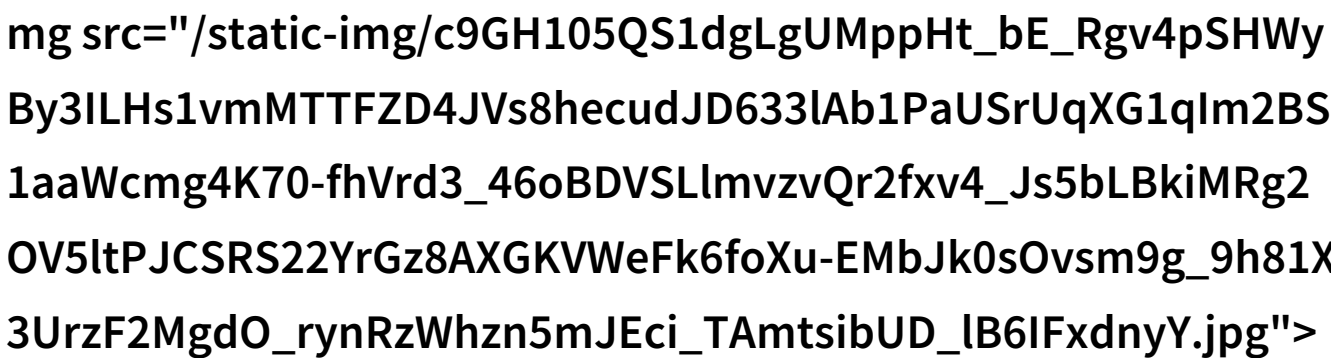 mg src="/static-img/c9GH105QS1dgLgUMppHt_bE_Rgv4pSHWy
By3ILHs1vmMTTFZD4JVs8hecudJD633lAb1PaUSrUqXG1qIm2BS
1aaWcmg4K70-fhVrd3_46oBDVSLlmvzvQr2fxv4_Js5bLBkiMRg2
OV5ltPJCSRS22YrGz8AXGKVWeFk6foXu-EMbJk0sOvsm9g_9h81X
3UrzF2MgdO_rynRzWhzn5mJEci_TAmtsibUD_lB6IFxdnyY.jpg">